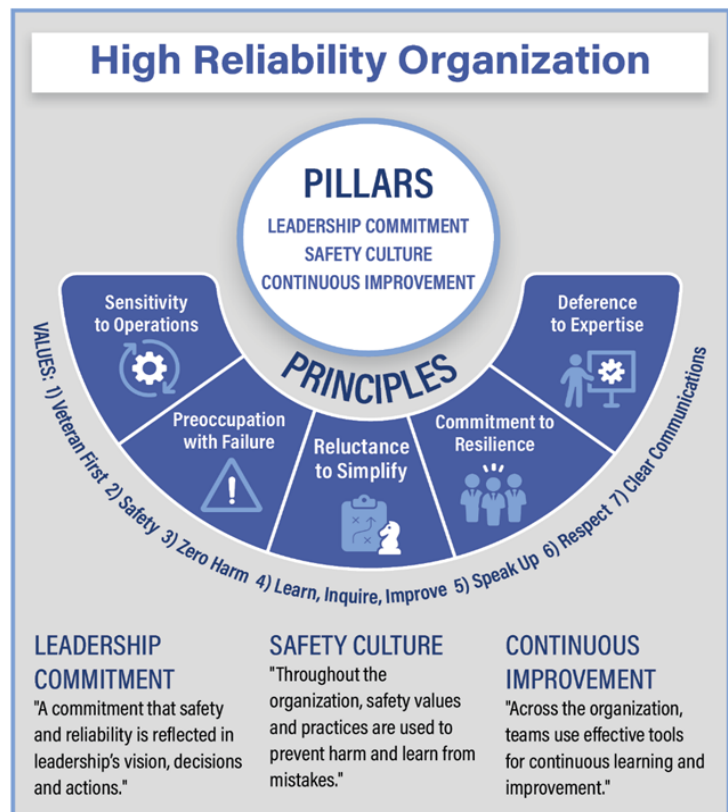 High Reliability Organization
PILLARS
LEADERSHIP COMMITMENT
SAFETY CULTURE
CONTINUOUS IMPROVEMENT
PRINCIPLES
Sensitivity
to Operations
Preoccupation
with Failure
Reluctance
to Simplify
Commitment to
Resilience
Deference
to Expertise
VALUES: 1) Veteran First 2) Safety 3) Zero Harm 4) Learn, Inquire, Improve 5) Speak Up 6) Respect 7) Clear Communications
LEADERSHIP
COMMITMENT
"A commitment that safety
and reliability is reflected in
leadership's vision, decisions
and actions."
SAFETY CULTURE
"Throughout the
organization, safety values
and practices are used to
prevent harm and learn from
mistakes."
CONTINUOUS
IMPROVEMENT
"Across the organization,
teams use effective tools
for continuous learning and
improvement."